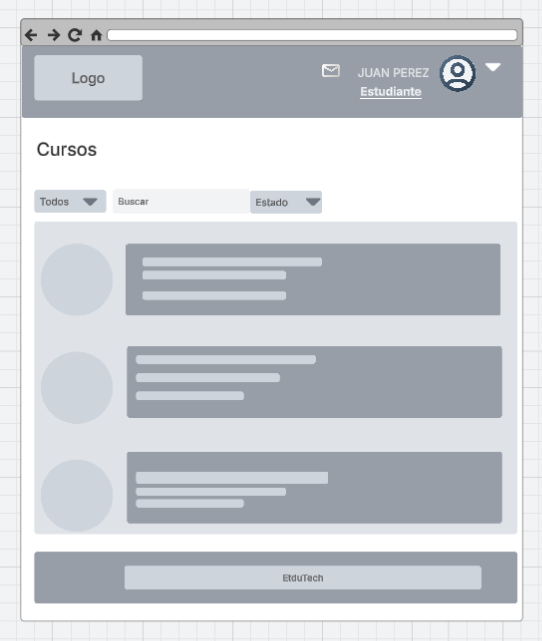 Logo
JUAN PEREZ
Estudiante
Cursos
Todos
Buscar
Estado
EtduTech